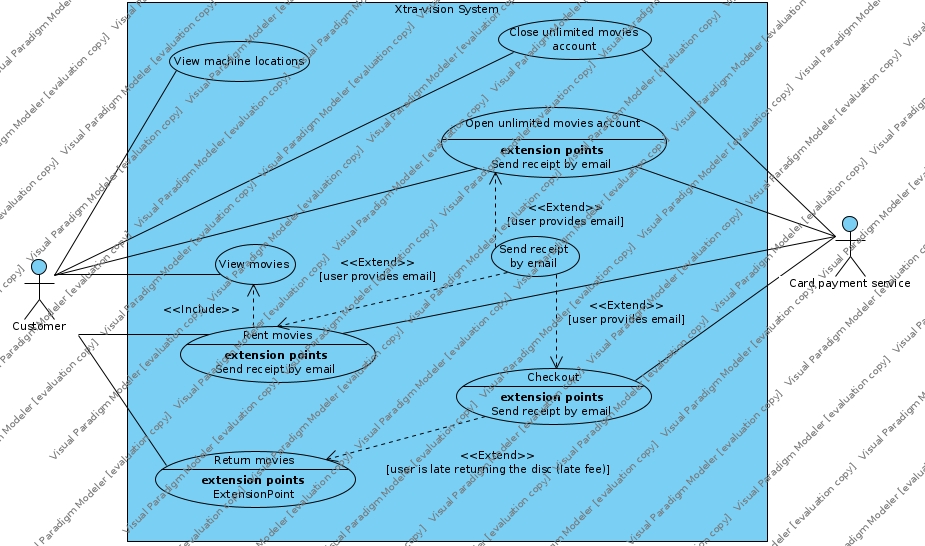 Xtra-vision System
Close unlimited movies
account
View machine locations
Open unlimited movies account
extension points
Send receipt by email
<<Extend>>
[user provides email]
Send receipt
by email
View movies
<<Extend>>
[user provides email]
<<Include>>
<<Extend>>
[user provides email]
Customer
Card payment service
Rent movies
extension points
Send receipt by email
Checkout
extension points
Send receipt by email
<<Extend>>
[user is late returning the disc (late fee)]
Return movies
extension points
ExtensionPoint
Visual Paradigm Modeler [evaluation copy]